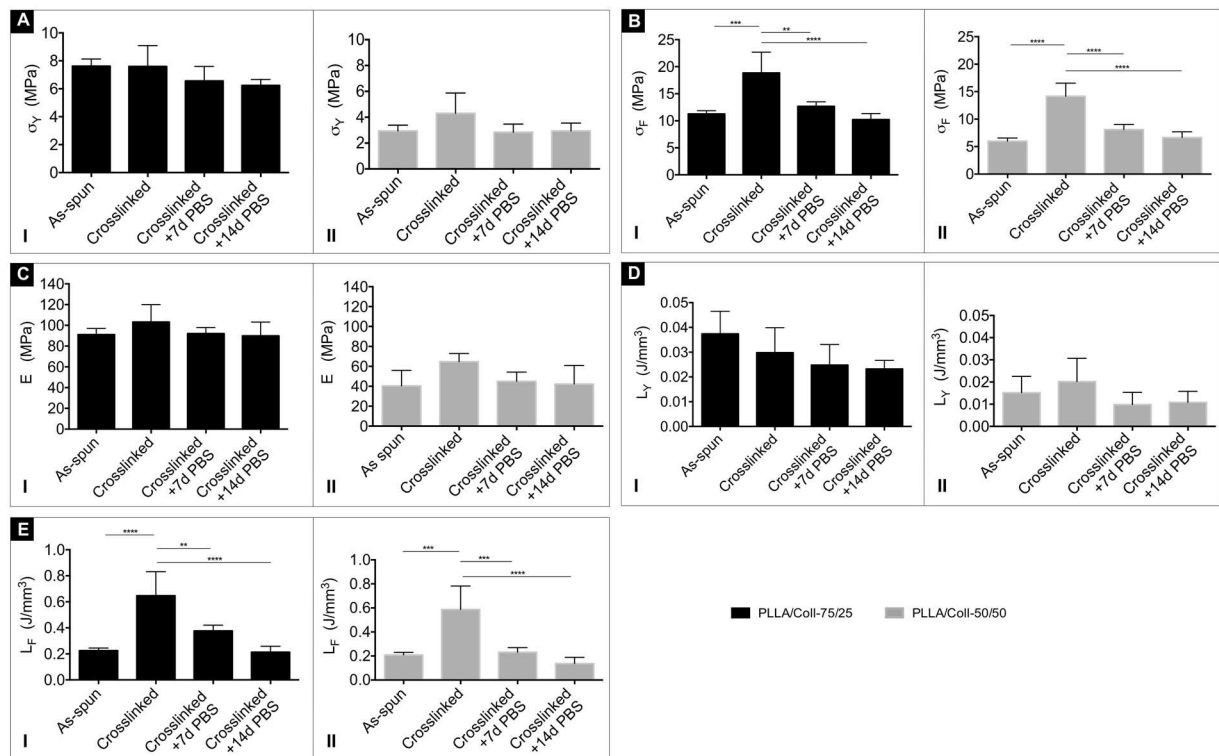 A
σY (MPa)
10
8
6
4
2
0
As-spun
Crosslinked
Crosslinked
+7d PBS
Crosslinked
+14d PBS
I
σY (MPa)
10
8
6
4
2
0
As-spun
Crosslinked
Crosslinked
+7d PBS
Crosslinked
+14d PBS
II
B
σF (MPa)
25
20
15
10
5
0
***
**
****
As-spun
Crosslinked
Crosslinked
+7d PBS
Crosslinked
+14d PBS
I
σF (MPa)
25
20
15
10
5
0
****
****
****
As-spun
Crosslinked
Crosslinked
+7d PBS
Crosslinked
+14d PBS
II
C
E (MPa)
140
120
100
80
60
40
20
0
As-spun
Crosslinked
Crosslinked
+7d PBS
Crosslinked
+14d PBS
I
E (MPa)
140
120
100
80
60
40
20
0
As spun
Crosslinked
Crosslinked
+7d PBS
Crosslinked
+14d PBS
II
D
LY (J/mm³)
0.05
0.04
0.03
0.02
0.01
0.00
As-spun
Crosslinked
Crosslinked
+7d PBS
Crosslinked
+14d PBS
I
LY (J/mm³)
0.05
0.04
0.03
0.02
0.01
0.00
As-spun
Crosslinked
Crosslinked
+7d PBS
Crosslinked
+14d PBS
II
E
LF (J/mm³)
1.0
0.8
0.6
0.4
0.2
0.0
****
**
****
As-spun
Crosslinked
Crosslinked
+7d PBS
Crosslinked
+14d PBS
I
LF (J/mm³)
1.0
0.8
0.6
0.4
0.2
0.0
***
***
****
As-spun
Crosslinked
Crosslinked
+7d PBS
Crosslinked
+14d PBS
II
PLLA/Coll-75/25
PLLA/Coll-50/50